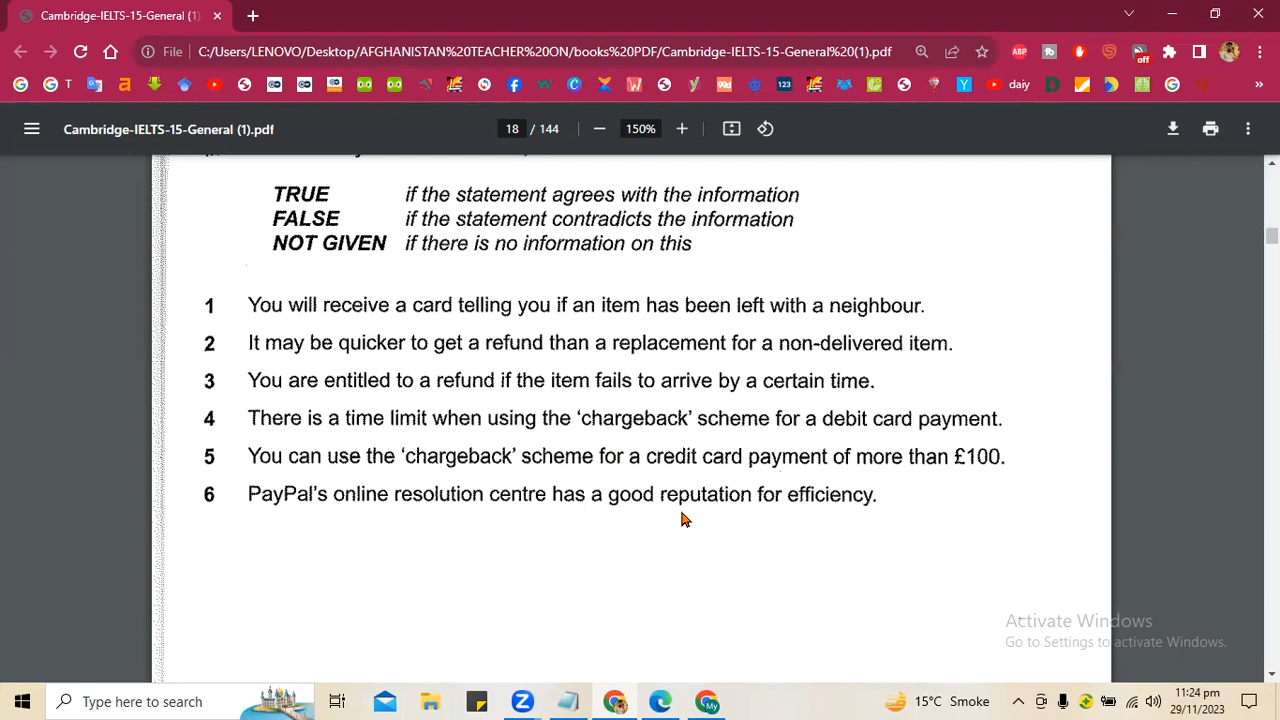 Cambridge-IELTS-15-General (1)
File C:/Users/LENOVO/Desktop/AFGHANISTAN%20TEACHER%20ON/books%20PDF/Cambridge-IELTS-15-General%20(1).pdf
ABP
off
T
123
daiy
Cambridge-IELTS-15-General (1).pdf
18 / 144
150%
TRUE if the statement agrees with the information
FALSE if the statement contradicts the information
NOT GIVEN if there is no information on this
1 You will receive a card telling you if an item has been left with a neighbour.
2 It may be quicker to get a refund than a replacement for a non-delivered item.
3 You are entitled to a refund if the item fails to arrive by a certain time.
4 There is a time limit when using the ‘chargeback’ scheme for a debit card payment.
5 You can use the ‘chargeback’ scheme for a credit card payment of more than £100.
6 PayPal’s online resolution centre has a good reputation for efficiency.
Activate Windows
Go to Settings to activate Windows.
Type here to search
15°C Smoke
11:24 pm
29/11/2023